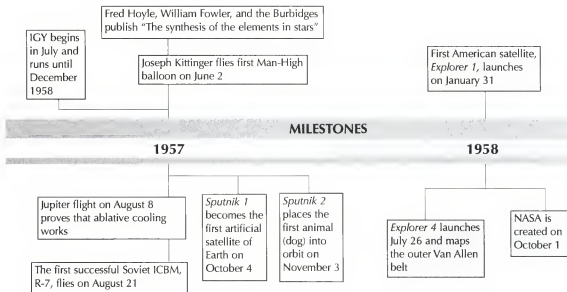 Fred Hoyle, William Fowler, and the Burbidges
publish “The synthesis of the elements in stars”
IGY begins
in July and
runs until
December
1958
Joseph Kittinger flies first Man-High
balloon on June 2
First American satellite,
Explorer 1, launches
on January 31
MILESTONES
1957
1958
Jupiter flight on August 8
proves that ablative cooling
works
The first successful Soviet ICBM,
R-7, flies on August 21
Sputnik 1
becomes the
first artificial
satellite of
Earth on
October 4
Sputnik 2
places the
first animal
(dog) into
orbit on
November 3
Explorer 4 launches
July 26 and maps
the outer Van Allen
belt
NASA is
created on
October 1